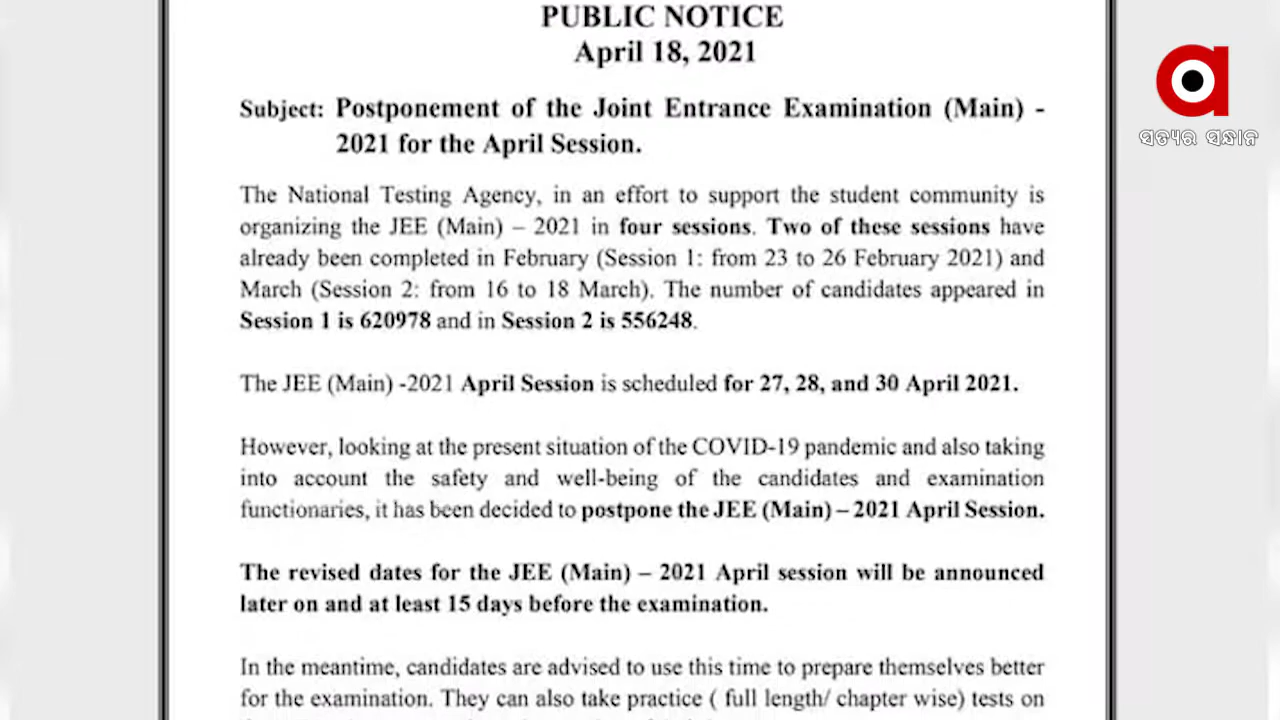 PUBLIC NOTICE
April 18, 2021
Subject: Postponement of the Joint Entrance Examination (Main) -
2021 for the April Session.
The National Testing Agency, in an effort to support the student community is
organizing the JEE (Main) – 2021 in four sessions. Two of these sessions have
already been completed in February (Session 1: from 23 to 26 February 2021) and
March (Session 2: from 16 to 18 March). The number of candidates appeared in
Session 1 is 620978 and in Session 2 is 556248.
The JEE (Main) -2021 April Session is scheduled for 27, 28, and 30 April 2021.
However, looking at the present situation of the COVID-19 pandemic and also taking
into account the safety and well-being of the candidates and examination
functionaries, it has been decided to postpone the JEE (Main) – 2021 April Session.
The revised dates for the JEE (Main) – 2021 April session will be announced
later on and at least 15 days before the examination.
In the meantime, candidates are advised to use this time to prepare themselves better
for the examination. They can also take practice ( full length/ chapter wise) tests on
a
ସତ୍ୟର ସନ୍ଧାନ